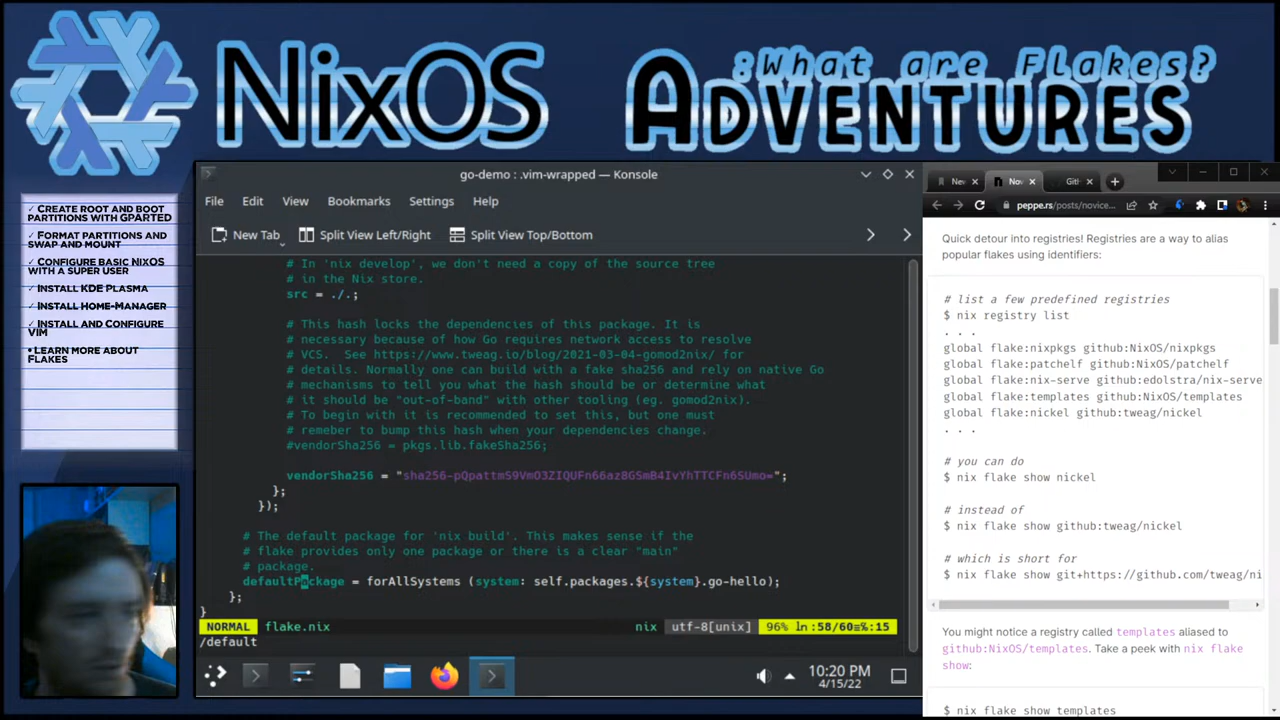 NixOS
:What are Flakes?
ADVENTURES
✓ CREATE ROOT AND BOOT
PARTITIONS WITH GPARTED
✓ FORMAT PARTITIONS AND
SWAP AND MOUNT
✓ CONFIGURE BASIC NIXOS
WITH A SUPER USER
✓ INSTALL KDE PLASMA
✓ INSTALL HOME-MANAGER
✓ INSTALL AND CONFIGURE
VIM
• LEARN MORE ABOUT
FLAKES
go-demo : .vim-wrapped — Konsole
File Edit View Bookmarks Settings Help
New Tab Split View Left/Right Split View Top/Bottom
# In 'nix develop', we don't need a copy of the source tree
# in the Nix store.
src = ./.;
# This hash locks the dependencies of this package. It is
# necessary because of how Go requires network access to resolve
# VCS. See https://www.tweag.io/blog/2021-03-04-gomod2nix/ for
# details. Normally one can build with a fake sha256 and rely on native Go
# mechanisms to tell you what the hash should be or determine what
# it should be "out-of-band" with other tooling (eg. gomod2nix).
# To begin with it is recommended to set this, but one must
# remeber to bump this hash when your dependencies change.
#vendorSha256 = pkgs.lib.fakeSha256;
vendorSha256 = "sha256-pQpattmS9VmO3ZIQUFn66az8GSmB4IvYhTTCFn6SUmo=";
};
});
# The default package for 'nix build'. This makes sense if the
# flake provides only one package or there is a clear "main"
# package.
defaultPackage = forAllSystems (system: self.packages.${system}.go-hello);
};
}
NORMAL flake.nix nix utf-8[unix] 96% ln:58/60≡℅:15
/default
10:20 PM
4/15/22
Nev Nov Gith
peppe.rs/posts/novice...
Quick detour into registries! Registries are a way to alias
popular flakes using identifiers:
# list a few predefined registries
$ nix registry list
. . .
global flake:nixpkgs github:NixOS/nixpkgs
global flake:patchelf github:NixOS/patchelf
global flake:nix-serve github:edolstra/nix-serve
global flake:templates github:NixOS/templates
global flake:nickel github:tweag/nickel
. . .
# you can do
$ nix flake show nickel
# instead of
$ nix flake show github:tweag/nickel
# which is short for
$ nix flake show git+https://github.com/tweag/ni
You might notice a registry called templates aliased to
github:NixOS/templates. Take a peek with nix flake
show:
$ nix flake show templates